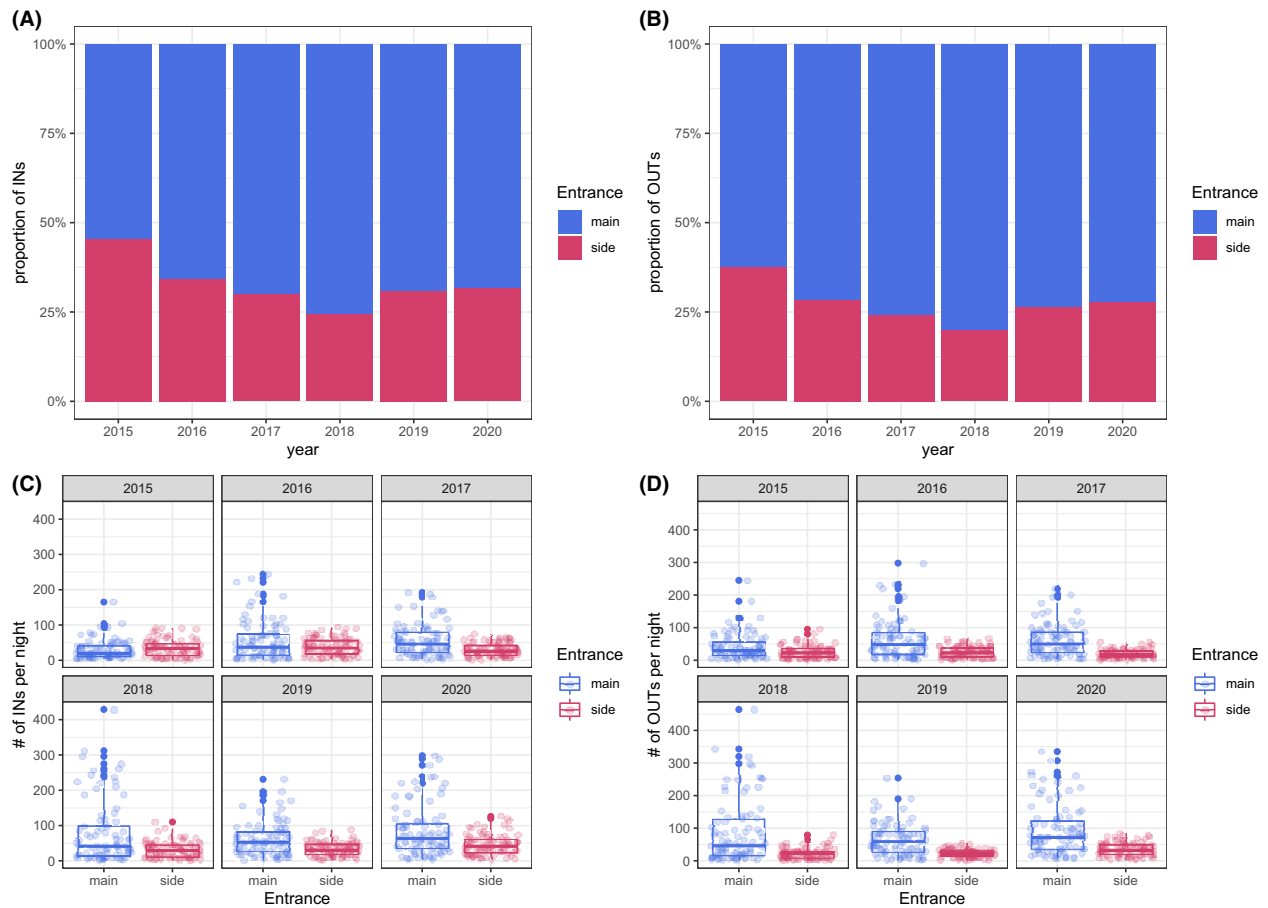 (A)
100%
75%
50%
25%
0%
proportion of INs
2015 2016 2017 2018 2019 2020
year
Entrance
main
side
(B)
100%
75%
50%
25%
0%
proportion of OUTs
2015 2016 2017 2018 2019 2020
year
Entrance
main
side
(C)
2015 2016 2017
400
300
200
100
0
2018 2019 2020
400
300
200
100
0
# of INs per night
main side main side main side
Entrance
Entrance
main
side
(D)
2015 2016 2017
400
300
200
100
0
2018 2019 2020
400
300
200
100
0
# of OUTs per night
main side main side main side
Entrance
Entrance
main
side